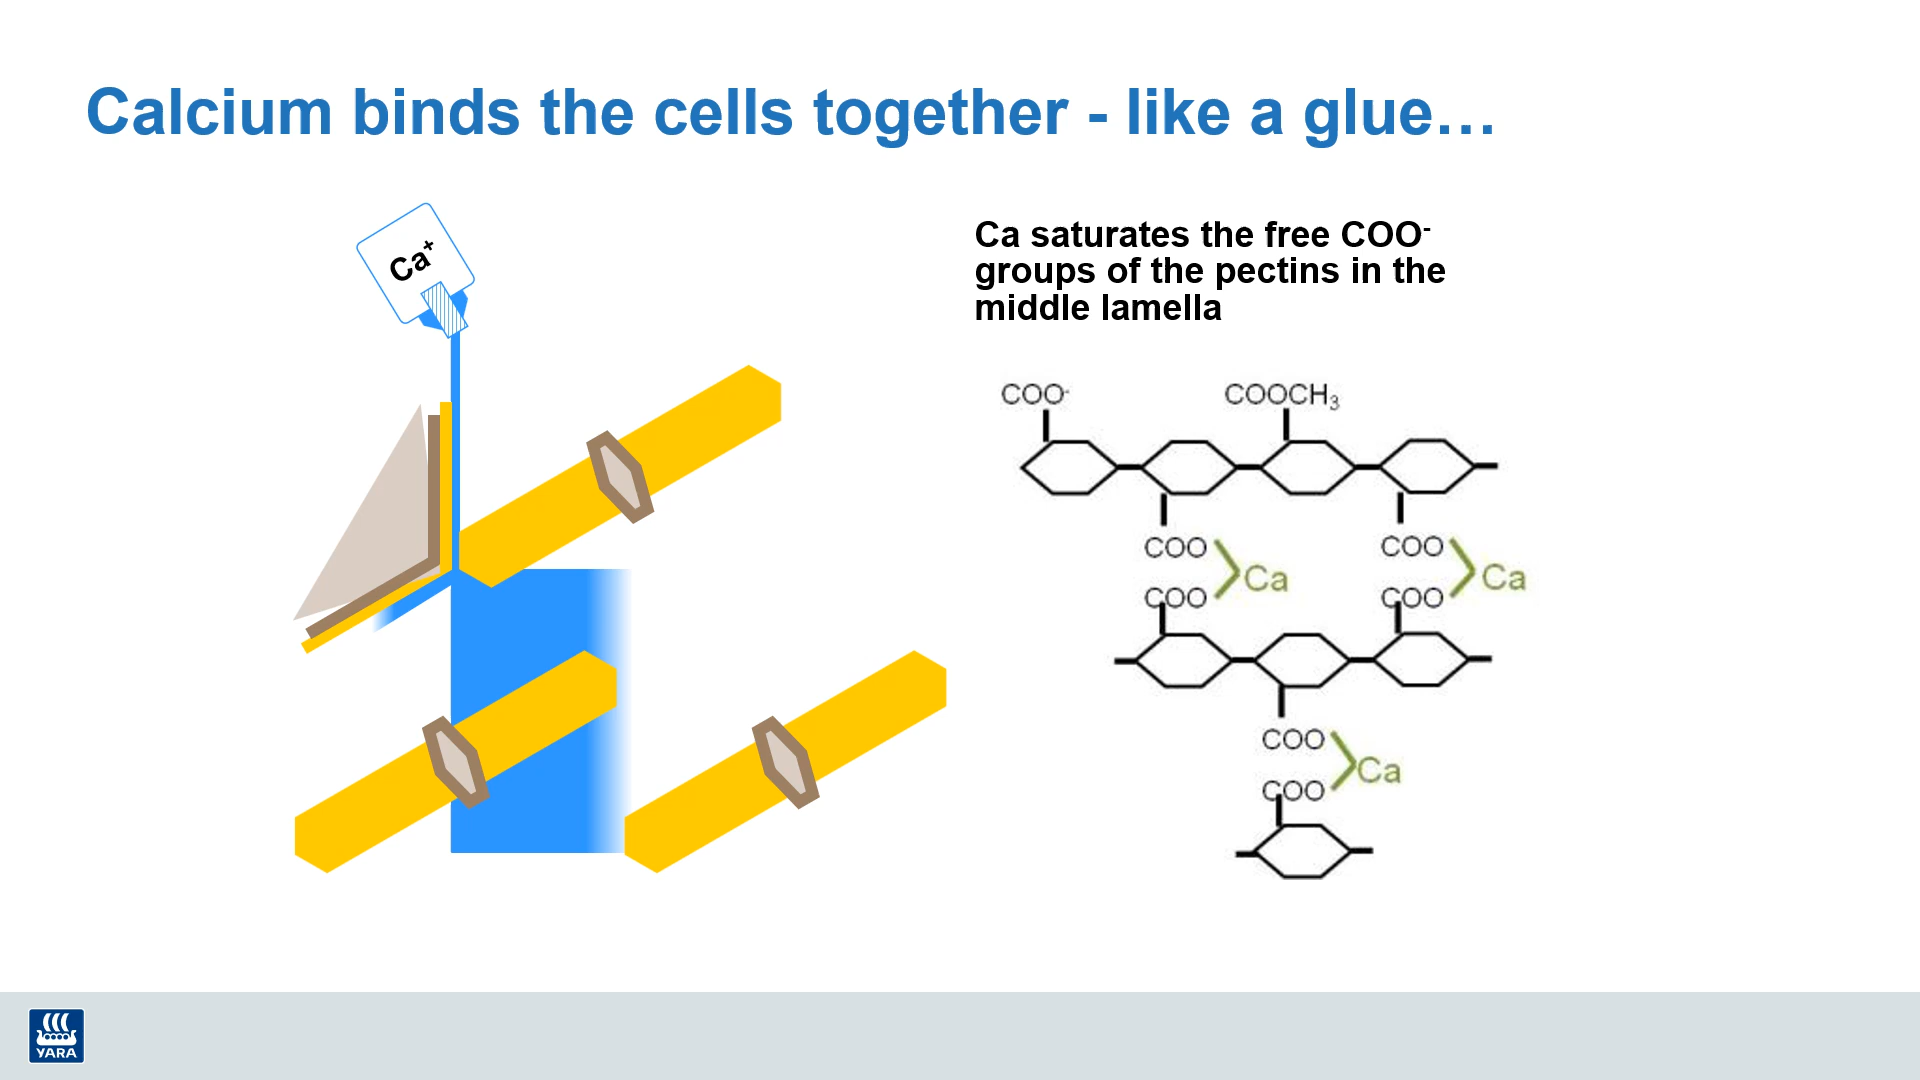 Calcium binds the cells together - like a glue…
Ca⁺
Ca saturates the free COO⁻
groups of the pectins in the
middle lamella
COO⁻ COOCH₃
COO COO
Ca Ca
COO COO
COO
Ca
COO
YARA